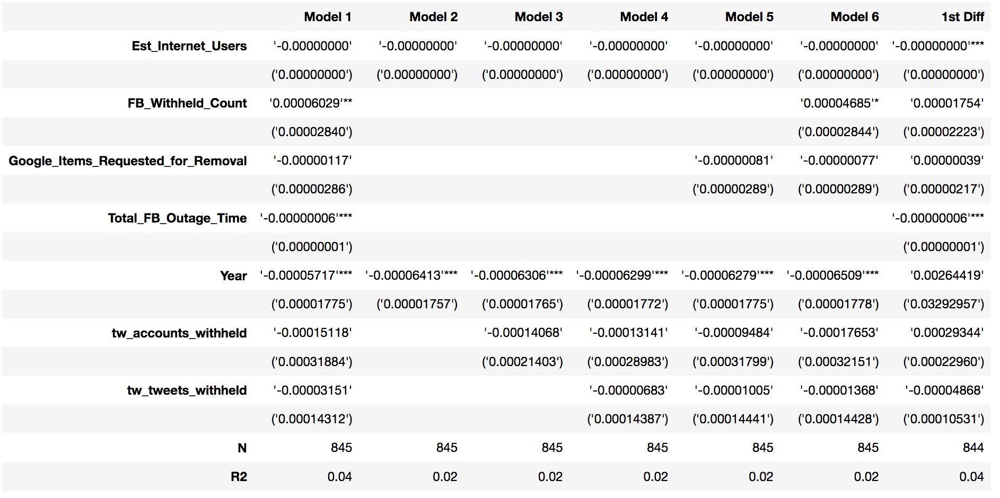 Model 1 Model 2 Model 3 Model 4 Model 5 Model 6 1st Diff
Est_Internet_Users '-0.00000000' '-0.00000000' '-0.00000000' '-0.00000000' '-0.00000000' '-0.00000000' '-0.00000000'***
('0.00000000') ('0.00000000') ('0.00000000') ('0.00000000') ('0.00000000') ('0.00000000') ('0.00000000')
FB_Withheld_Count '0.00006029'** '0.00004685'* '0.00001754'
('0.00002840') ('0.00002844') ('0.00002223')
Google_Items_Requested_for_Removal '-0.00000117' '-0.00000081' '-0.00000077' '0.00000039'
('0.00000286') ('0.00000289') ('0.00000289') ('0.00000217')
Total_FB_Outage_Time '-0.00000006'*** '-0.00000006'***
('0.00000001') ('0.00000001')
Year '-0.00005717'*** '-0.00006413'*** '-0.00006306'*** '-0.00006299'*** '-0.00006279'*** '-0.00006509'*** '0.00264419'
('0.00001775') ('0.00001757') ('0.00001765') ('0.00001772') ('0.00001775') ('0.00001778') ('0.03292957')
tw_accounts_withheld '-0.00015118' '-0.00014068' '-0.00013141' '-0.00009484' '-0.00017653' '0.00029344'
('0.00031884') ('0.00021403') ('0.00028983') ('0.00031799') ('0.00032151') ('0.00022960')
tw_tweets_withheld '-0.00003151' '-0.00000683' '-0.00001005' '-0.00001368' '-0.00004868'
('0.00014312') ('0.00014387') ('0.00014441') ('0.00014428') ('0.00010531')
N 845 845 845 845 845 845 844
R2 0.04 0.02 0.02 0.02 0.02 0.02 0.04